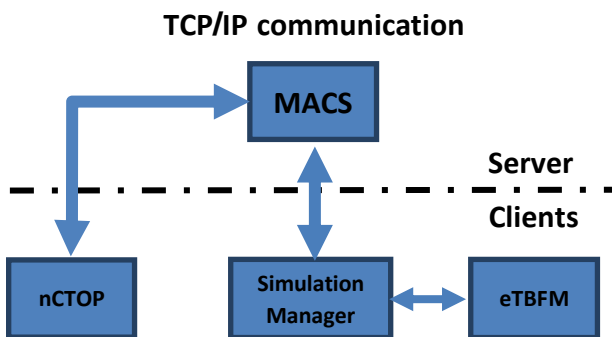 TCP/IP communication
MACS
Server
Clients
nCTOP
Simulation
Manager
eTBFM